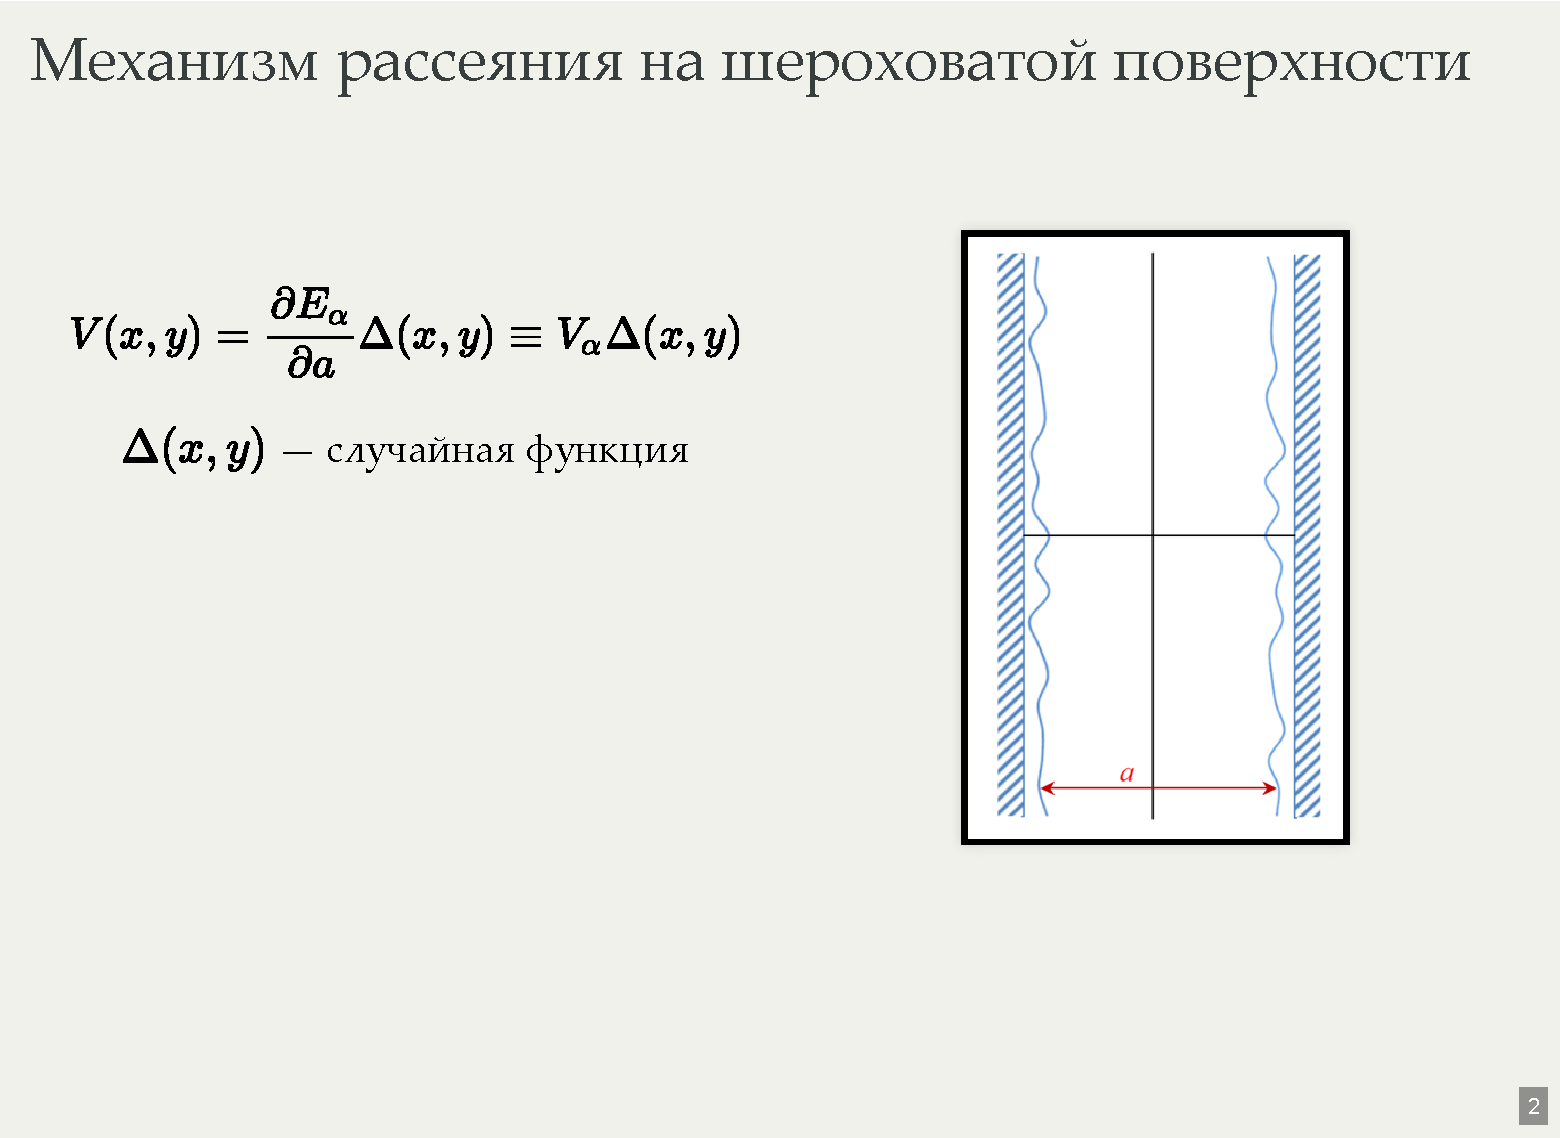 Механизм рассеяния на шероховатой поверхности
V(x, y) = ∂E_α/∂a Δ(x, y) ≡ V_α Δ(x, y)
Δ(x, y) — случайная функция
a
2